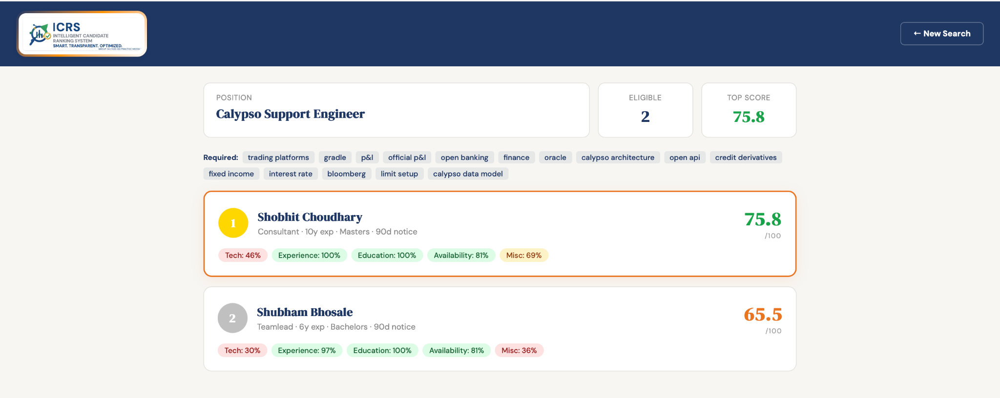 ICRS
INTELLIGENT CANDIDATE
RANKING SYSTEM
SMART. TRANSPARENT. OPTIMIZED.
← New Search
POSITION
Calypso Support Engineer
ELIGIBLE
2
TOP SCORE
75.8
Required: trading platforms gradle p&l official p&l open banking finance oracle calypso architecture open api credit derivatives
fixed income interest rate bloomberg limit setup calypso data model
1
Shobhit Choudhary
Consultant · 10y exp · Masters · 90d notice
75.8
/100
Tech: 46% Experience: 100% Education: 100% Availability: 81% Misc: 69%
2
Shubham Bhosale
Teamlead · 6y exp · Bachelors · 90d notice
65.5
/100
Tech: 30% Experience: 97% Education: 100% Availability: 81% Misc: 36%